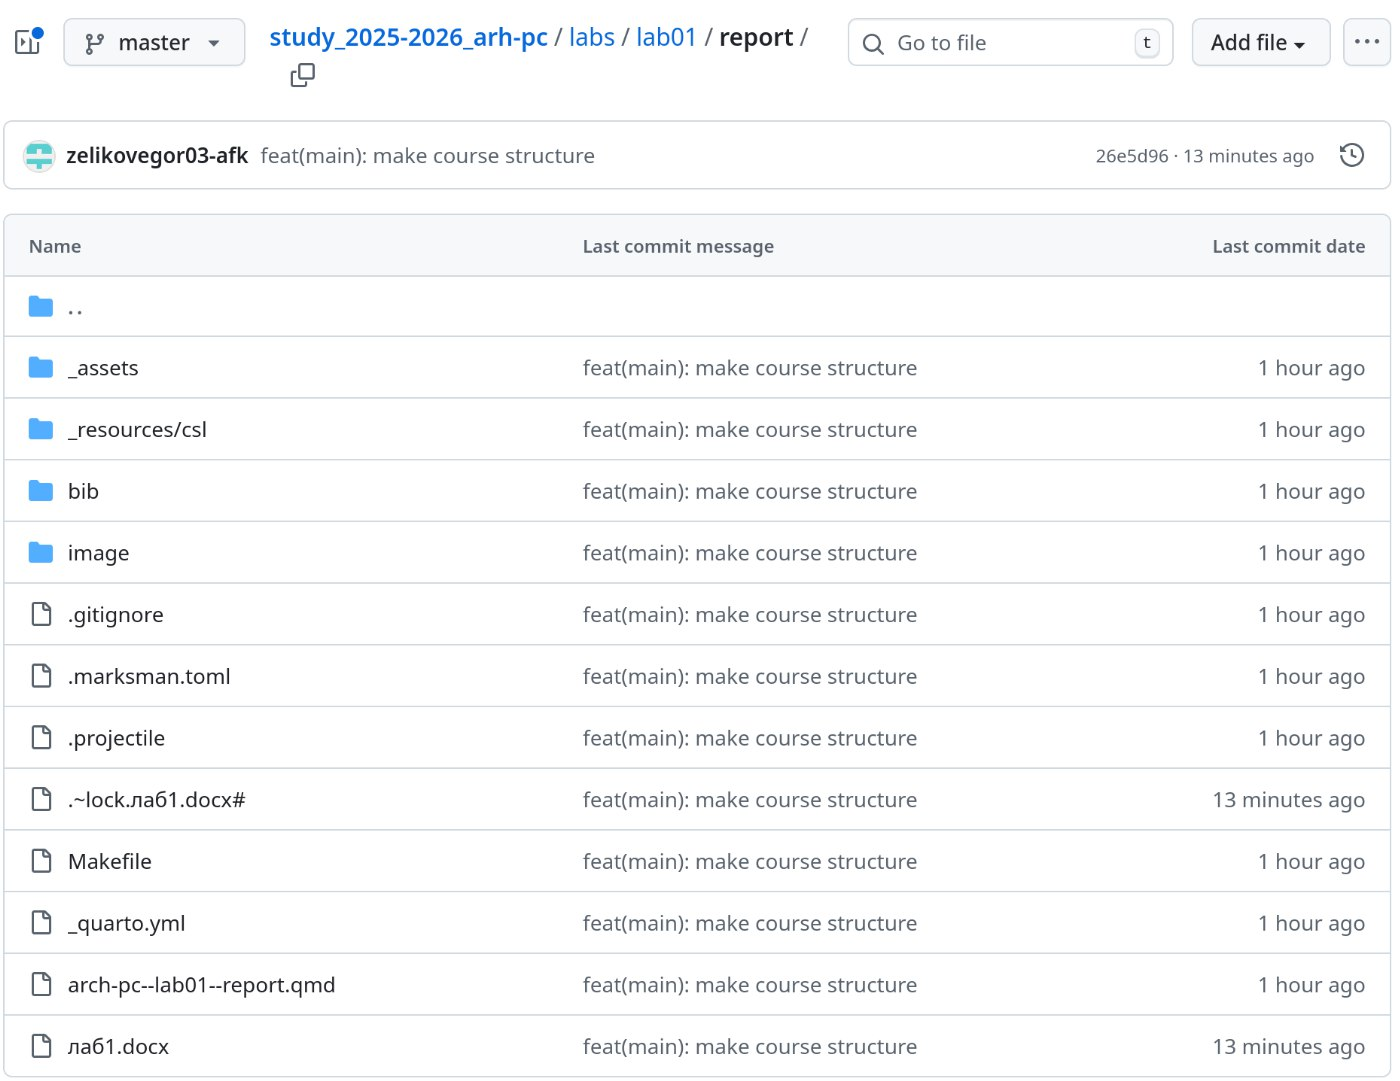 master
study_2025-2026_arh-pc / labs / lab01 / report /
Go to file t
Add file
zelikovegor03-afk feat(main): make course structure 26e5d96 · 13 minutes ago
Name Last commit message Last commit date
..
_assets feat(main): make course structure 1 hour ago
_resources/csl feat(main): make course structure 1 hour ago
bib feat(main): make course structure 1 hour ago
image feat(main): make course structure 1 hour ago
.gitignore feat(main): make course structure 1 hour ago
.marksman.toml feat(main): make course structure 1 hour ago
.projectile feat(main): make course structure 1 hour ago
.~lock.лаб1.docx# feat(main): make course structure 13 minutes ago
Makefile feat(main): make course structure 1 hour ago
_quarto.yml feat(main): make course structure 1 hour ago
arch-pc--lab01--report.qmd feat(main): make course structure 1 hour ago
лаб1.docx feat(main): make course structure 13 minutes ago